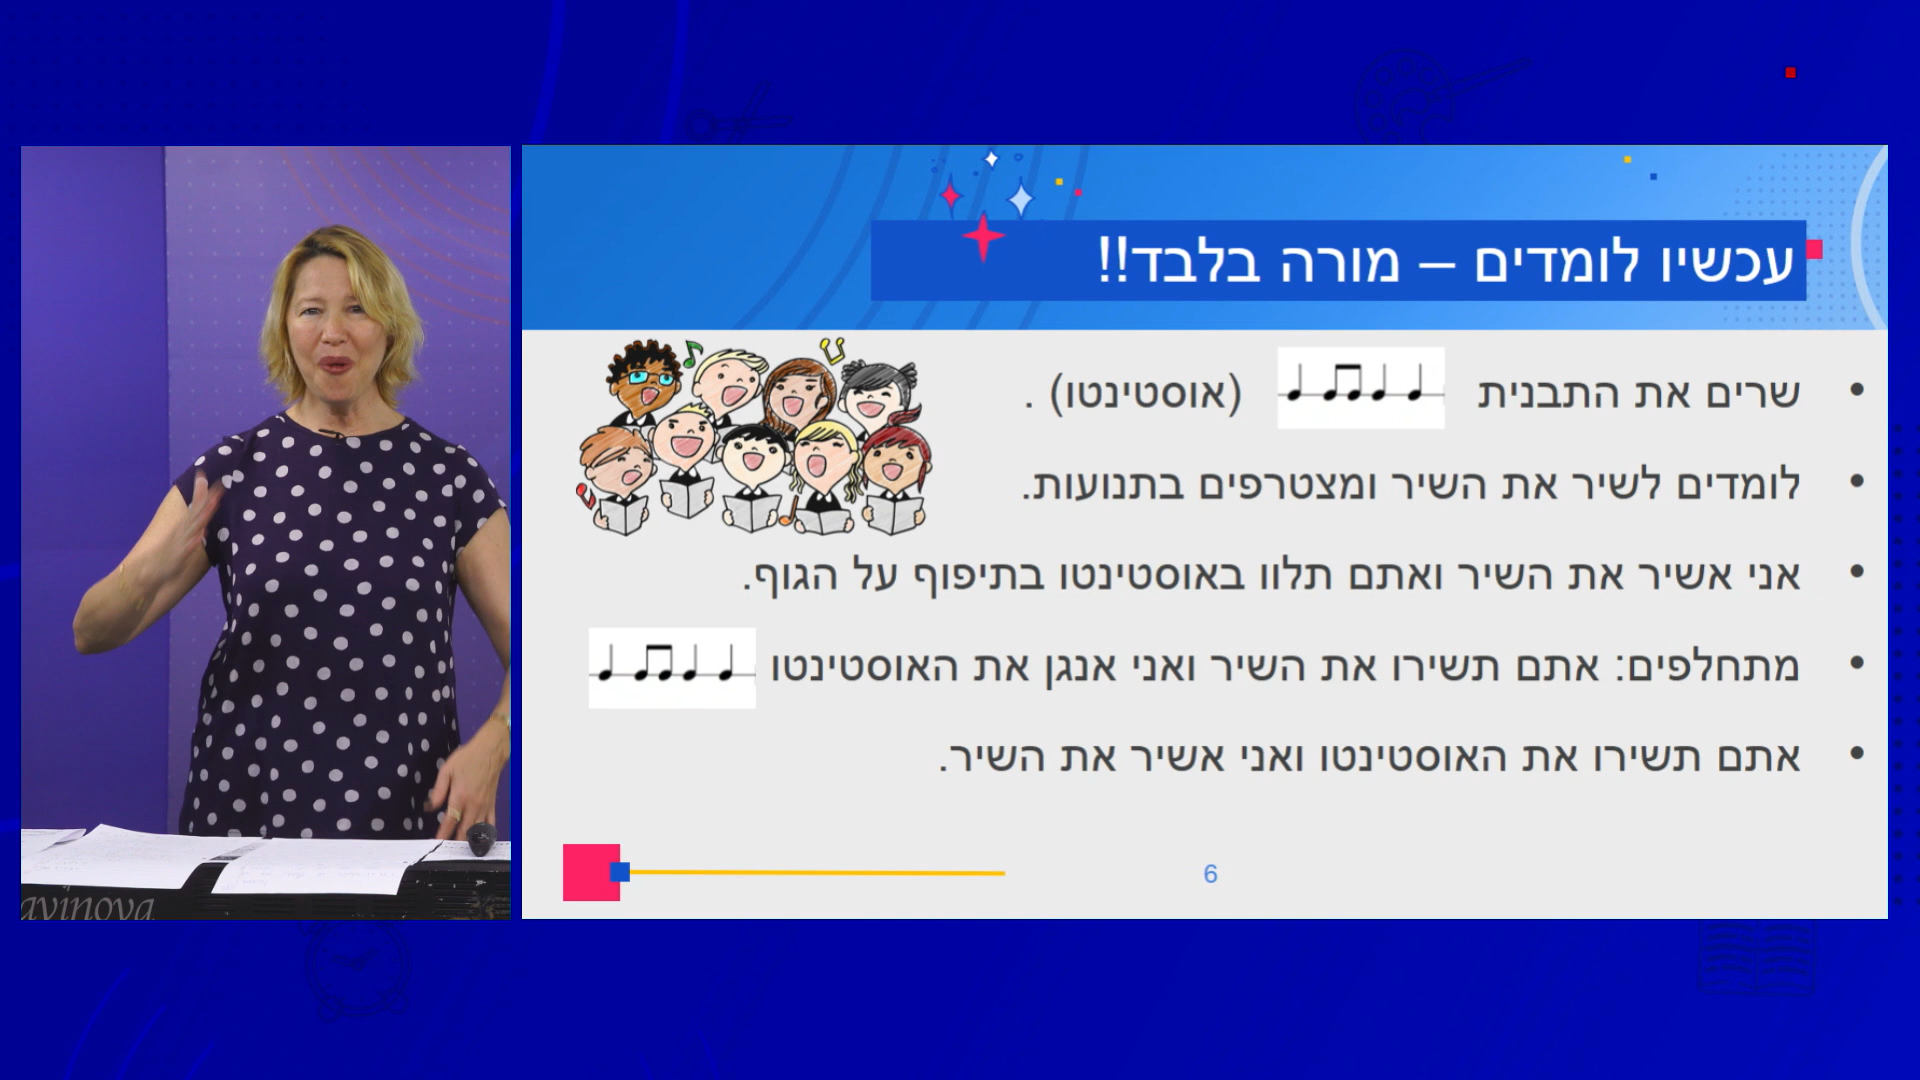 עכשיו לומדים – מורה בלבד!!
• שרים את התבנית (אוסטינטו) .
• לומדים לשיר את השיר ומצטרפים בתנועות.
• אני אשיר את השיר ואתם תלוו באוסטינטו בתיפוף על הגוף.
• מתחלפים: אתם תשירו את השיר ואני אנגן את האוסטינטו
• אתם תשירו את האוסטינטו ואני אשיר את השיר.
6
avinova